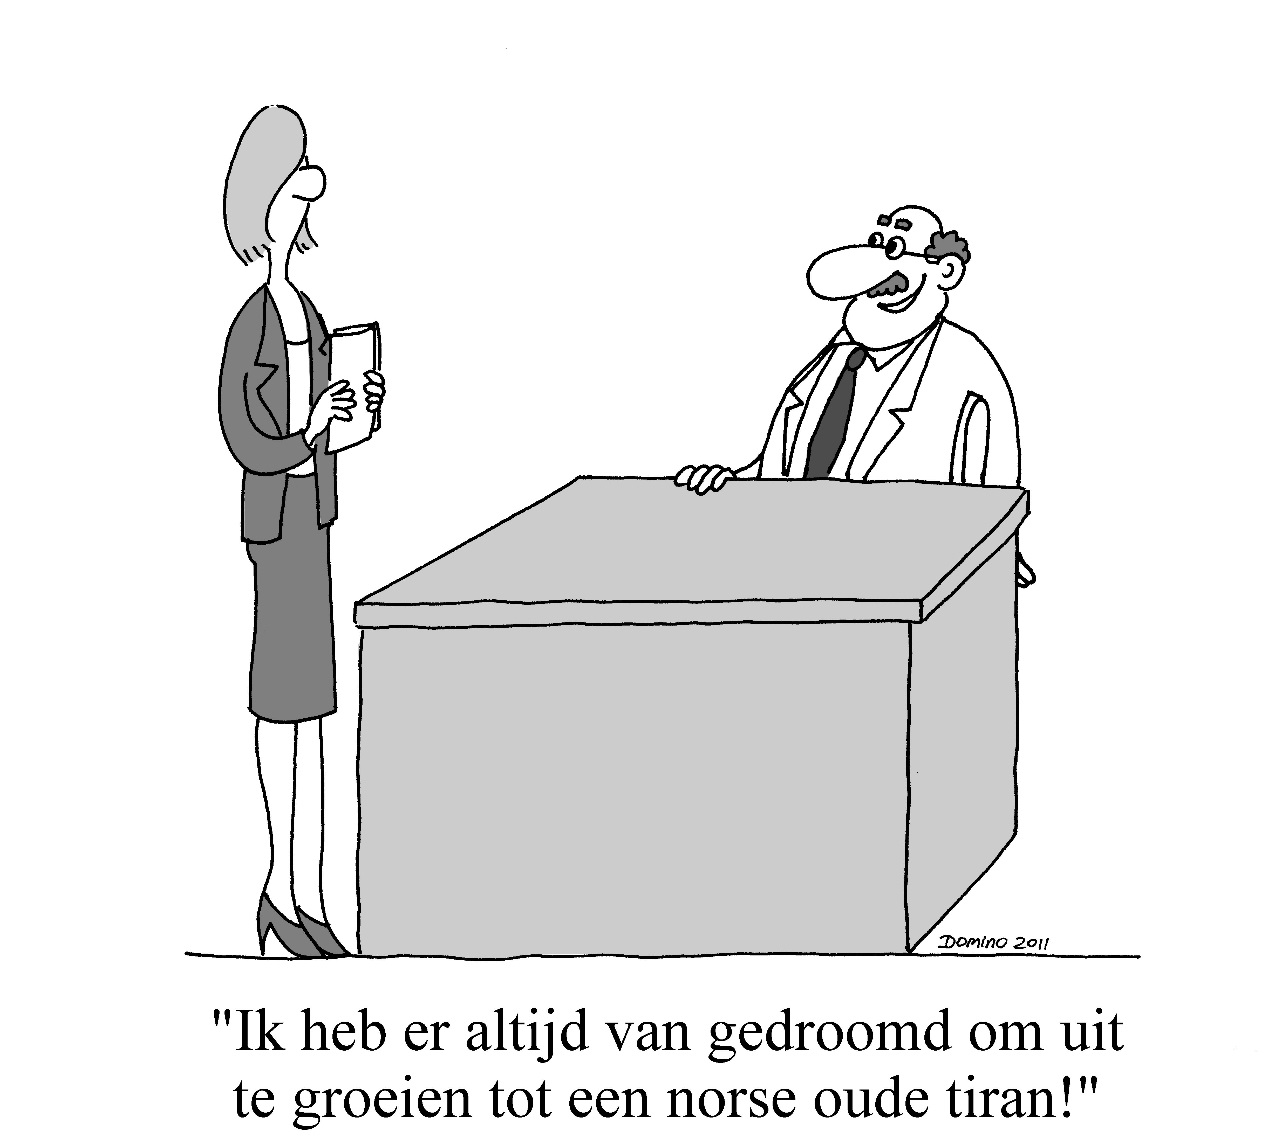 Domino 2011
"Ik heb er altijd van gedroomd om uit
te groeien tot een norse oude tiran!"